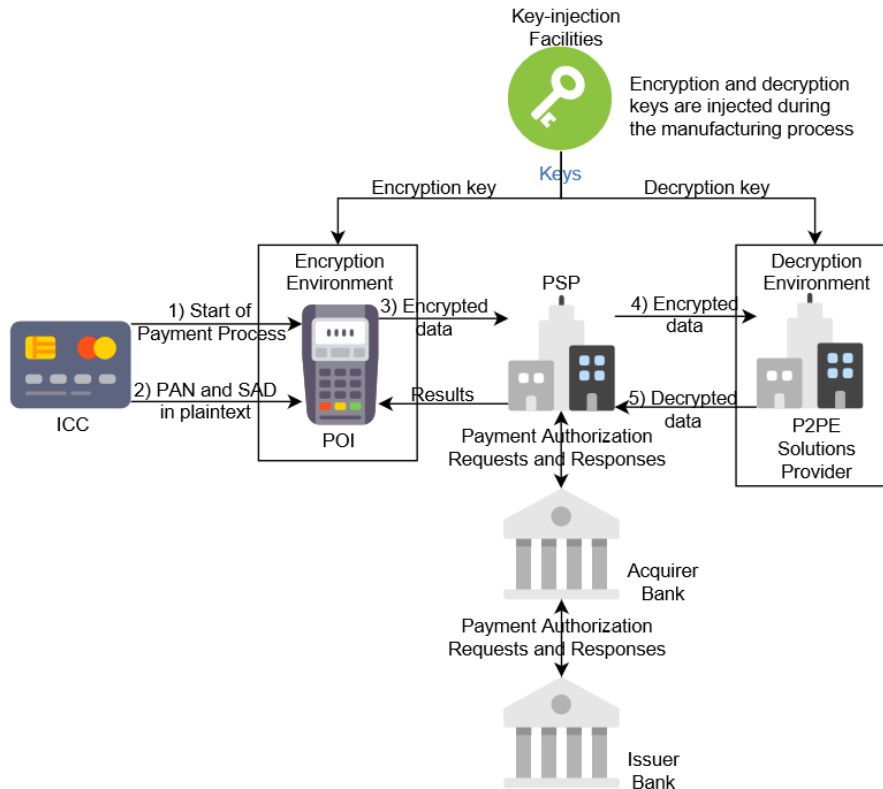 Key-injection
Facilities
Encryption and decryption
keys are injected during
the manufacturing process
Keys
Encryption key
Decryption key
Encryption
Environment
PSP
Decryption
Environment
1) Start of
Payment Process
3) Encrypted
data
4) Encrypted
data
2) PAN and SAD
in plaintext
Results
5) Decrypted
data
ICC
POI
P2PE
Solutions
Provider
Payment Authorization
Requests and Responses
Acquirer
Bank
Payment Authorization
Requests and Responses
Issuer
Bank